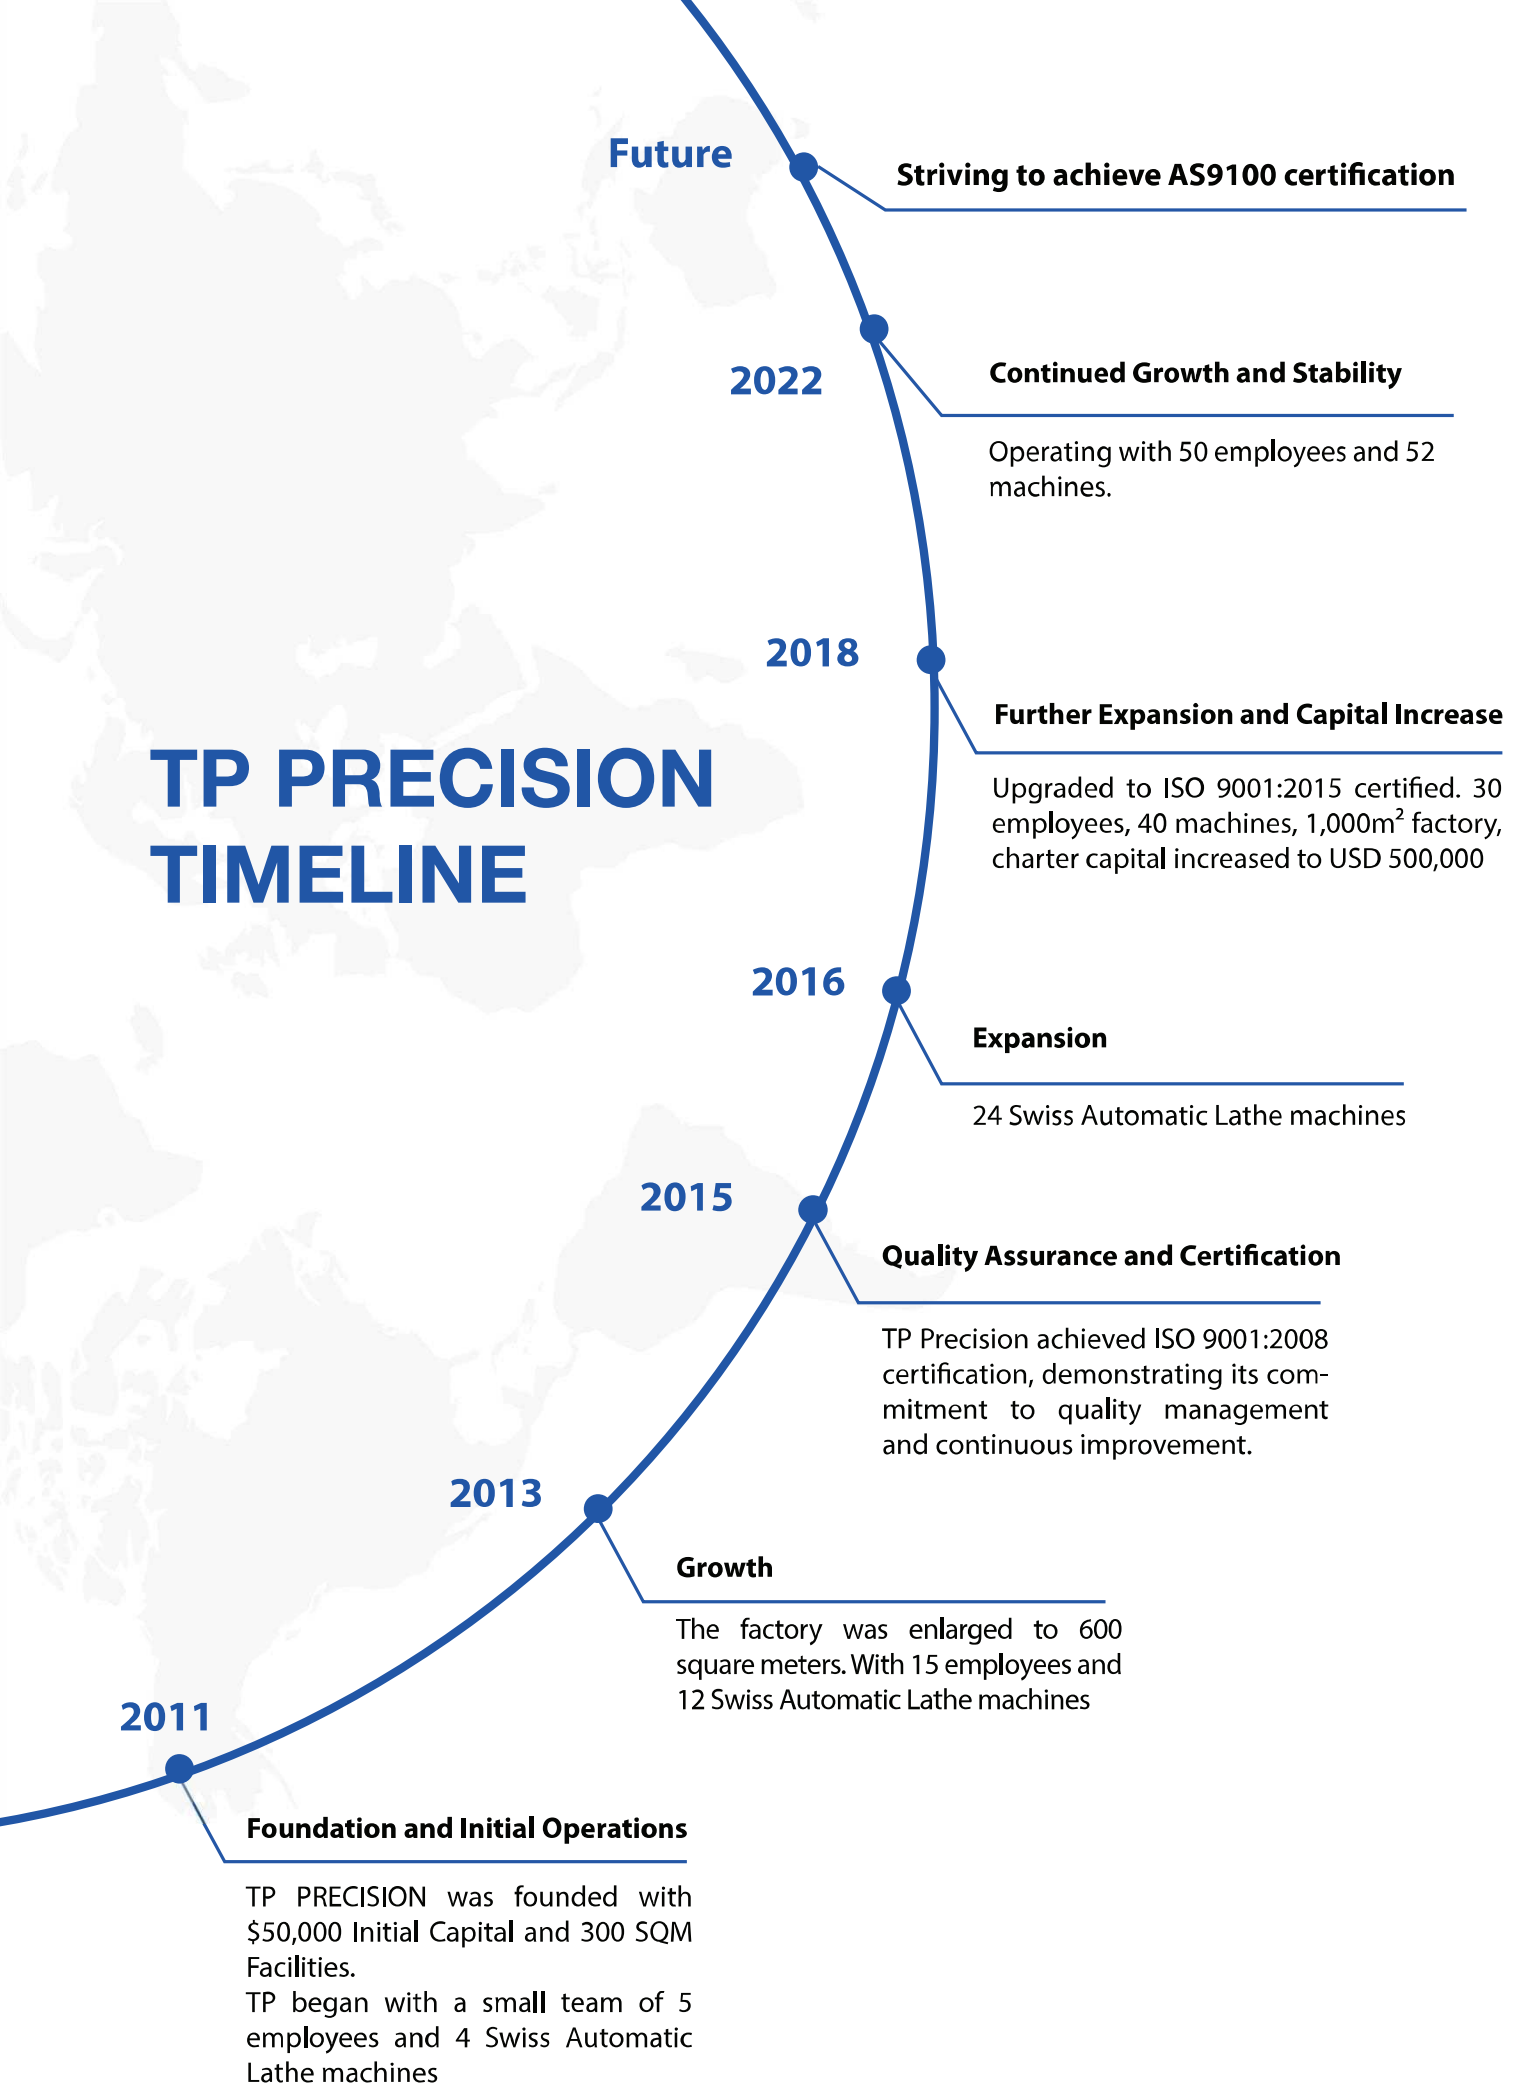 Future
Striving to achieve AS9100 certification
2022
Continued Growth and Stability
Operating with 50 employees and 52
machines.
2018
Further Expansion and Capital Increase
Upgraded to ISO 9001:2015 certified. 30
employees, 40 machines, 1,000m² factory,
charter capital increased to USD 500,000
TP PRECISION
TIMELINE
2016
Expansion
24 Swiss Automatic Lathe machines
2015
Quality Assurance and Certification
TP Precision achieved ISO 9001:2008
certification, demonstrating its com-
mitment to quality management
and continuous improvement.
2013
Growth
The factory was enlarged to 600
square meters. With 15 employees and
12 Swiss Automatic Lathe machines
2011
Foundation and Initial Operations
TP PRECISION was founded with
$50,000 Initial Capital and 300 SQM
Facilities.
TP began with a small team of 5
employees and 4 Swiss Automatic
Lathe machines